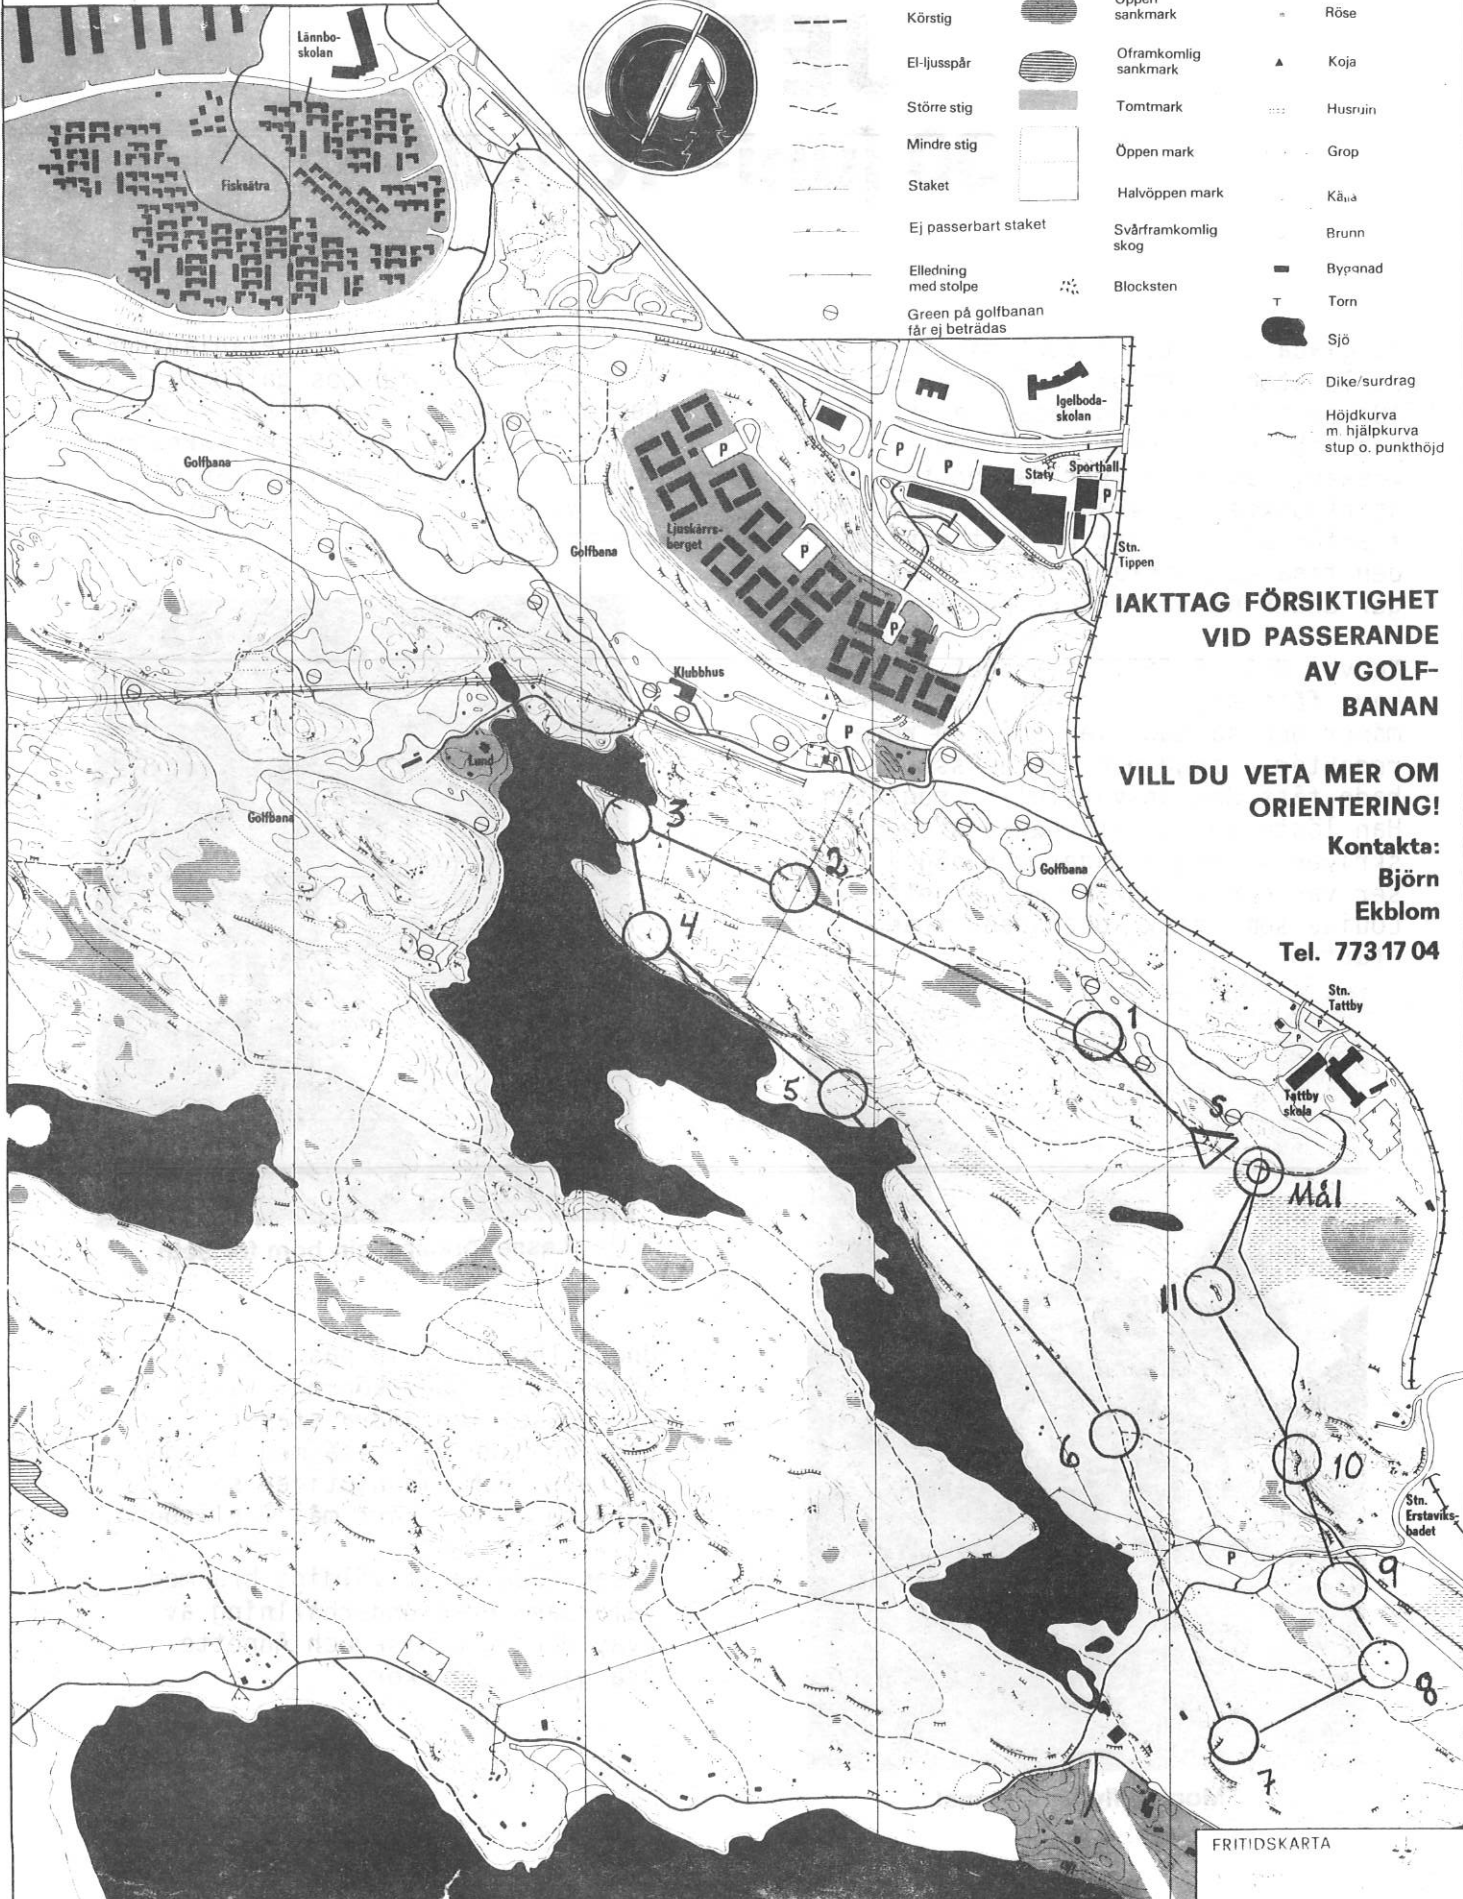 Körstig
El-ljusspår
Större stig
Mindre stig
Staket
Ej passerbart staket
Elledning
med stolpe
Green på golfbanan
får ej beträdas
Öppen
sankmark
Oframkomlig
sankmark
Tomtmark
Öppen mark
Halvöppen mark
Svårframkomlig
skog
Blocksten
Röse
Koja
Husruin
Grop
Källa
Brunn
Byggnad
T Torn
Sjö
Dike/surdrag
Höjdkurva
m. hjälpkurva
stup o. punkthöjd
Lännbo-
skolan
Fisksätra
Igelboda-
skolan
P
P
P
Staty
Sporthall
P
Golfbana
Ljuskärrs-
berget
Golfbana
P
Stn.
Tippen
P
IAKTTAG FÖRSIKTIGHET
VID PASSERANDE
AV GOLF-
BANAN
Klubbhus
P
P
Lund
VILL DU VETA MER OM
ORIENTERING!
Golfbana
3
Kontakta:
2
Golfbana
Björn
Ekblom
4
Tel. 773 17 04
Stn.
Tattby
1
P
5
Tattby
skola
S
Mål
11
6
10
Stn.
Erstaviks-
badet
P
9
8
7
FRITIDSKARTA